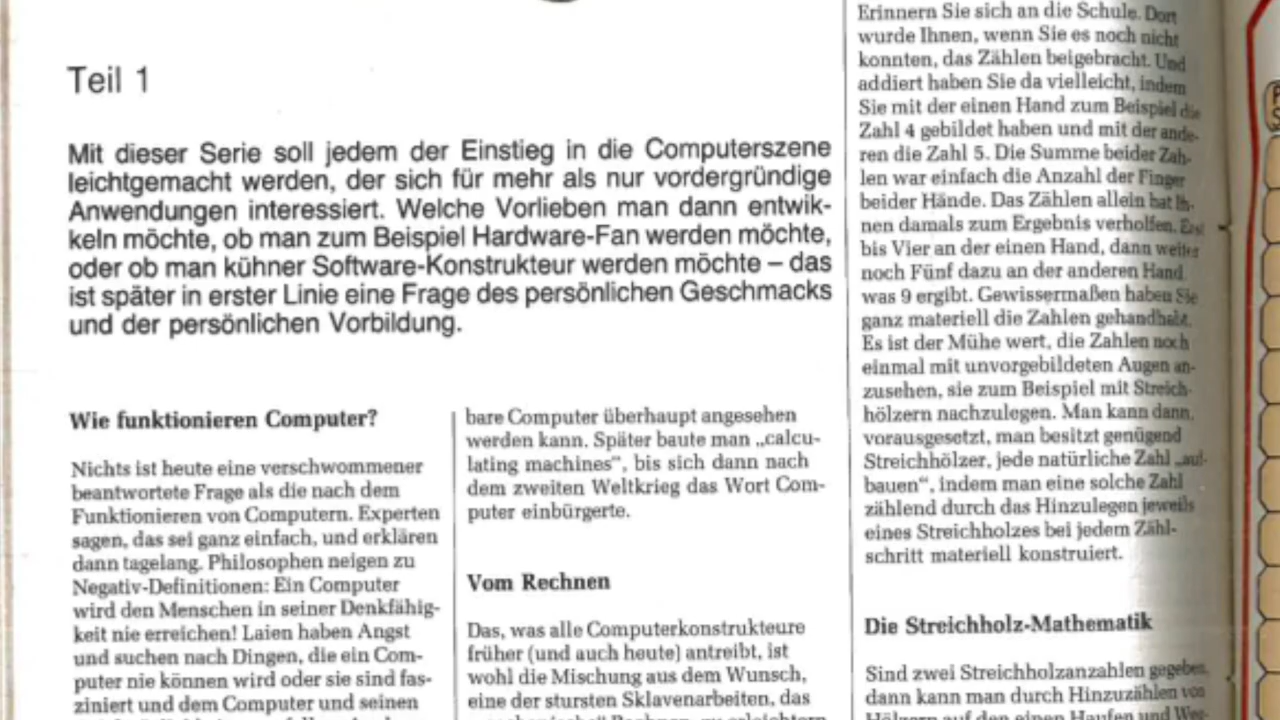 Teil 1
Mit dieser Serie soll jedem der Einstieg in die Computerszene
leichtgemacht werden, der sich für mehr als nur vordergründige
Anwendungen interessiert. Welche Vorlieben man dann entwik-
keln möchte, ob man zum Beispiel Hardware-Fan werden möchte,
oder ob man kühner Software-Konstrukteur werden möchte – das
ist später in erster Linie eine Frage des persönlichen Geschmacks
und der persönlichen Vorbildung.
Wie funktionieren Computer?
Nichts ist heute eine verschwommener
beantwortete Frage als die nach dem
Funktionieren von Computern. Experten
sagen, das sei ganz einfach, und erklären
dann tagelang. Philosophen neigen zu
Negativ-Definitionen: Ein Computer
wird den Menschen in seiner Denkfähig-
keit nie erreichen! Laien haben Angst
und suchen nach Dingen, die ein Com-
puter nie können wird oder sie sind fas-
ziniert und dem Computer und seinen
bare Computer überhaupt angesehen
werden kann. Später baute man „calcu-
lating machines“, bis sich dann nach
dem zweiten Weltkrieg das Wort Com-
puter einbürgerte.
Vom Rechnen
Das, was alle Computerkonstrukteure
früher (und auch heute) antreibt, ist
wohl die Mischung aus dem Wunsch,
eine der stursten Sklavenarbeiten, das
Rechnen, zu erleichtern
Erinnern Sie sich an die Schule. Dort
wurde Ihnen, wenn Sie es noch nicht
konnten, das Zählen beigebracht. Und
addiert haben Sie da vielleicht, indem
Sie mit der einen Hand zum Beispiel die
Zahl 4 gebildet haben und mit der ande-
ren die Zahl 5. Die Summe beider Zah-
len war einfach die Anzahl der Finger
beider Hände. Das Zählen allein hat Ih-
nen damals zum Ergebnis verholfen. Erst
bis Vier an der einen Hand, dann weiter
noch Fünf dazu an der anderen Hand,
was 9 ergibt. Gewissermaßen haben Sie
ganz materiell die Zahlen gehandhabt.
Es ist der Mühe wert, die Zahlen noch
einmal mit unvorgebildeten Augen an-
zusehen, sie zum Beispiel mit Streich-
hölzern nachzulegen. Man kann dann,
vorausgesetzt, man besitzt genügend
Streichhölzer, jede natürliche Zahl „auf-
bauen“, indem man eine solche Zahl
zählend durch das Hinzulegen jeweils
eines Streichholzes bei jedem Zähl-
schritt materiell konstruiert.
Die Streichholz-Mathematik
Sind zwei Streichholzanzahlen gegeben,
dann kann man durch Hinzuzählen von
Hölzern auf den einen Haufen und